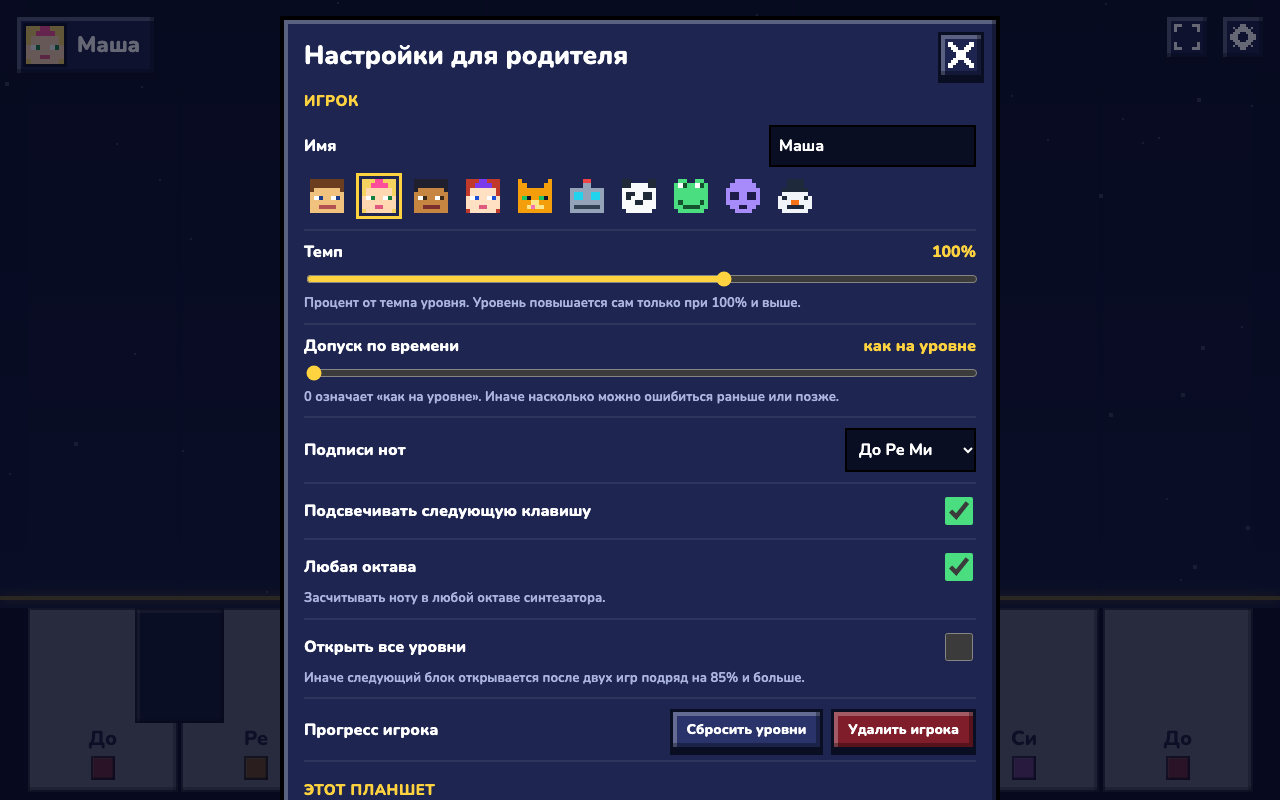 Маша
Настройки для родителя
ИГРОК
Имя
Маша
Темп
100%
Процент от темпа уровня. Уровень повышается сам только при 100% и выше.
Допуск по времени
как на уровне
0 означает «как на уровне». Иначе насколько можно ошибиться раньше или позже.
Подписи нот
До Ре Ми
Подсвечивать следующую клавишу
Любая октава
Засчитывать ноту в любой октаве синтезатора.
Открыть все уровни
Иначе следующий блок открывается после двух игр подряд на 85% и больше.
Прогресс игрока
Сбросить уровни
Удалить игрока
До
Ре
Си
До
ЭТОТ ПЛАНШЕТ